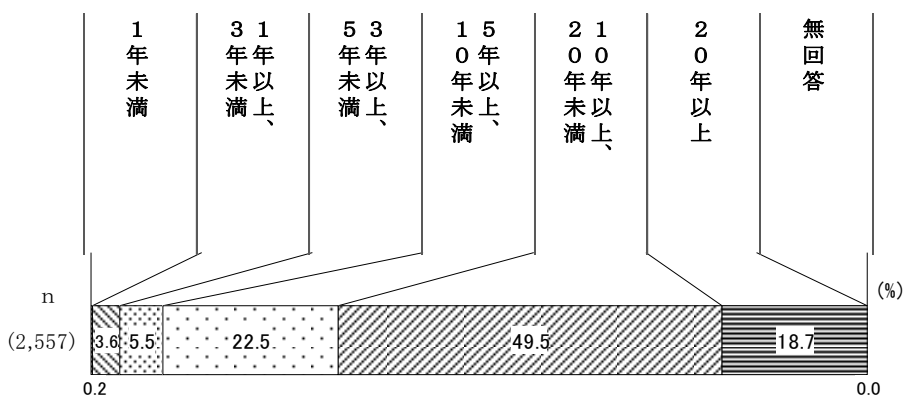 1年未満
1年以上、
3年未満
3年以上、
5年未満
5年以上、
10年未満
10年以上、
20年未満
20年以上
無回答
n
(%)
(2,557)
3.6
5.5
22.5
49.5
18.7
0.2
0.0